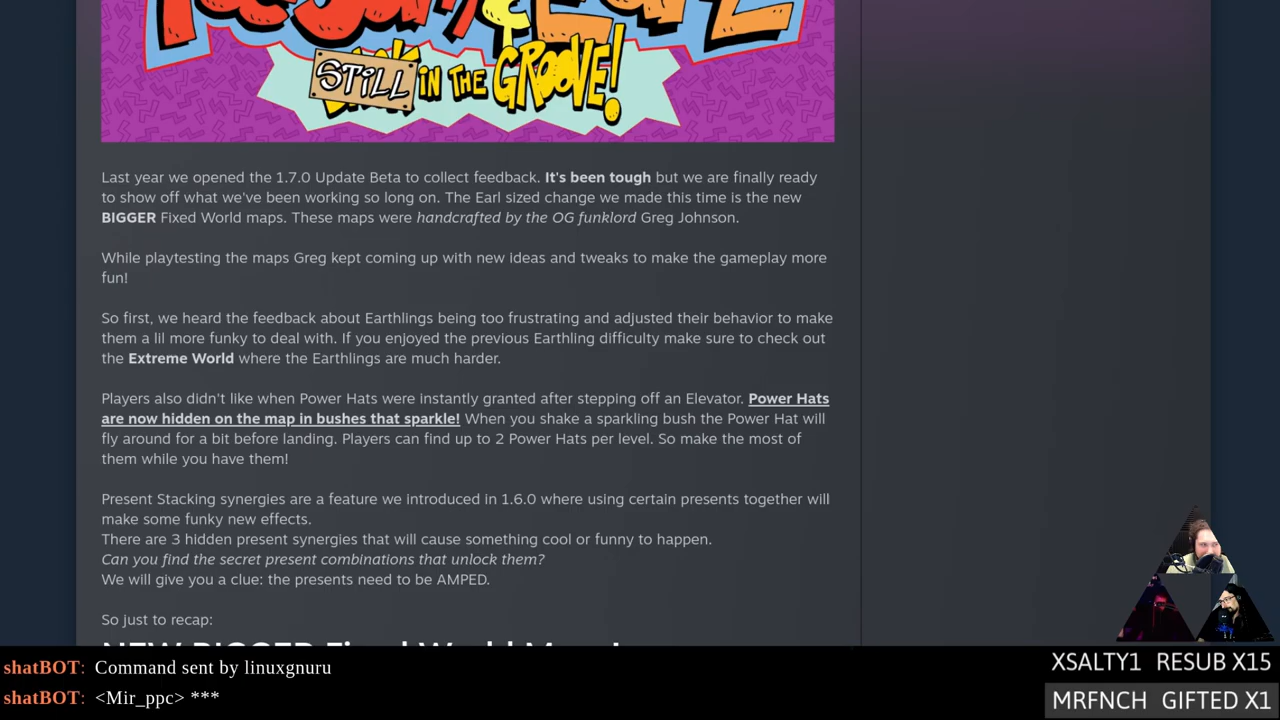 STILL IN THE GROOVE!
Last year we opened the 1.7.0 Update Beta to collect feedback. It's been tough but we are finally ready
to show off what we've been working so long on. The Earl sized change we made this time is the new
BIGGER Fixed World maps. These maps were handcrafted by the OG funklord Greg Johnson.
While playtesting the maps Greg kept coming up with new ideas and tweaks to make the gameplay more
fun!
So first, we heard the feedback about Earthlings being too frustrating and adjusted their behavior to make
them a lil more funky to deal with. If you enjoyed the previous Earthling difficulty make sure to check out
the Extreme World where the Earthlings are much harder.
Players also didn't like when Power Hats were instantly granted after stepping off an Elevator. Power Hats
are now hidden on the map in bushes that sparkle! When you shake a sparkling bush the Power Hat will
fly around for a bit before landing. Players can find up to 2 Power Hats per level. So make the most of
them while you have them!
Present Stacking synergies are a feature we introduced in 1.6.0 where using certain presents together will
make some funky new effects.
There are 3 hidden present synergies that will cause something cool or funny to happen.
Can you find the secret present combinations that unlock them?
We will give you a clue: the presents need to be AMPED.
So just to recap:
NEW BIGGER Fixed World Maps!
shatBOT: Command sent by linuxgnuru
shatBOT: <Mir_ppc> ***
XSALTY1 RESUB X15
MRFNCH GIFTED X1